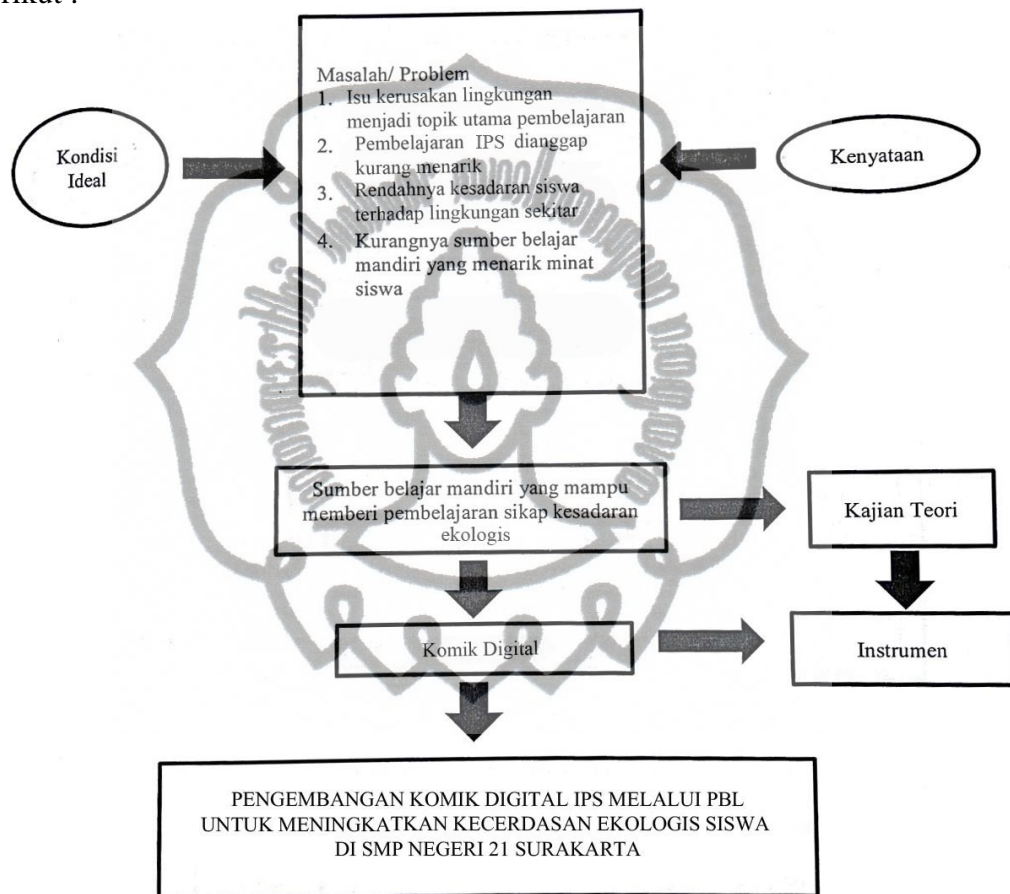 Kondisi
Ideal
Masalah/ Problem
1. Isu kerusakan lingkungan
menjadi topik utama pembelajaran
2. Pembelajaran IPS dianggap
kurang menarik
3. Rendahnya kesadaran siswa
terhadap lingkungan sekitar
4. Kurangnya sumber belajar
mandiri yang menarik minat
siswa
Kenyataan
Sumber belajar mandiri yang mampu
memberi pembelajaran sikap kesadaran
ekologis
Kajian Teori
Komik Digital
Instrumen
PENGEMBANGAN KOMIK DIGITAL IPS MELALUI PBL
UNTUK MENINGKATKAN KECERDASAN EKOLOGIS SISWA
DI SMP NEGERI 21 SURAKARTA